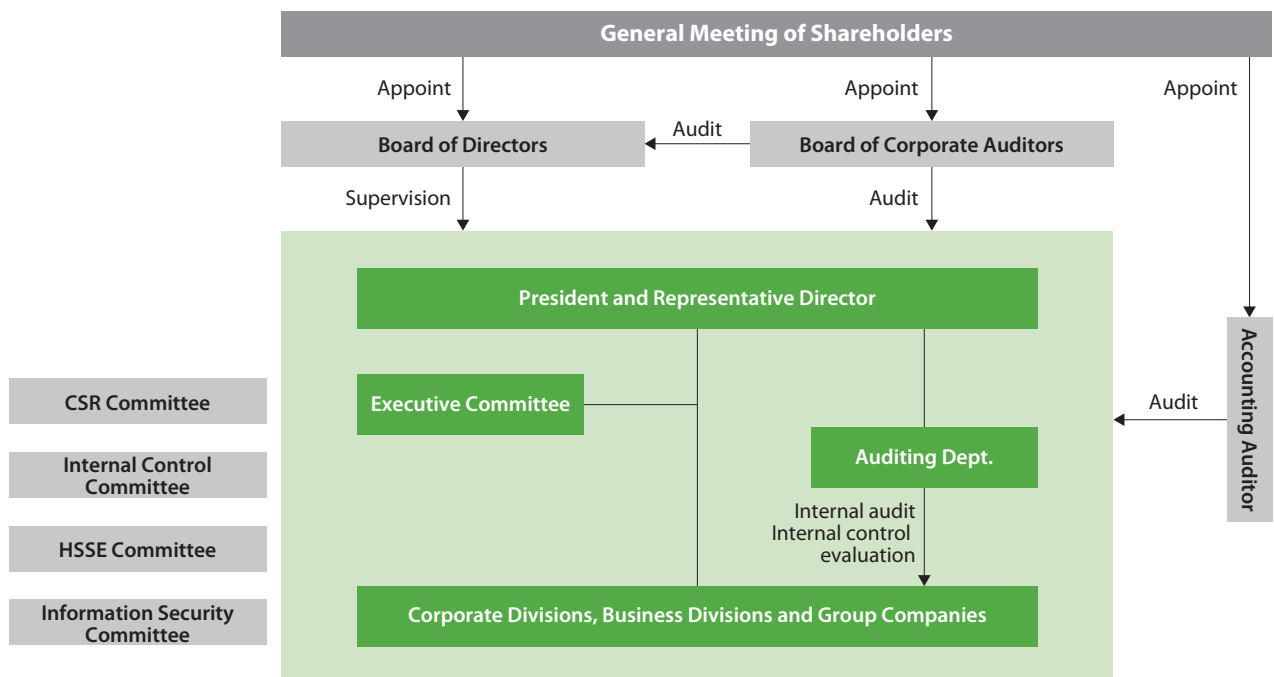 General Meeting of Shareholders
Appoint
Appoint
Appoint
Board of Directors
Audit
Board of Corporate Auditors
Supervision
Audit
President and Representative Director
Executive Committee
Auditing Dept.
Internal audit
Internal control
evaluation
Corporate Divisions, Business Divisions and Group Companies
Audit
Accounting Auditor
CSR Committee
Internal Control
Committee
HSSE Committee
Information Security
Committee